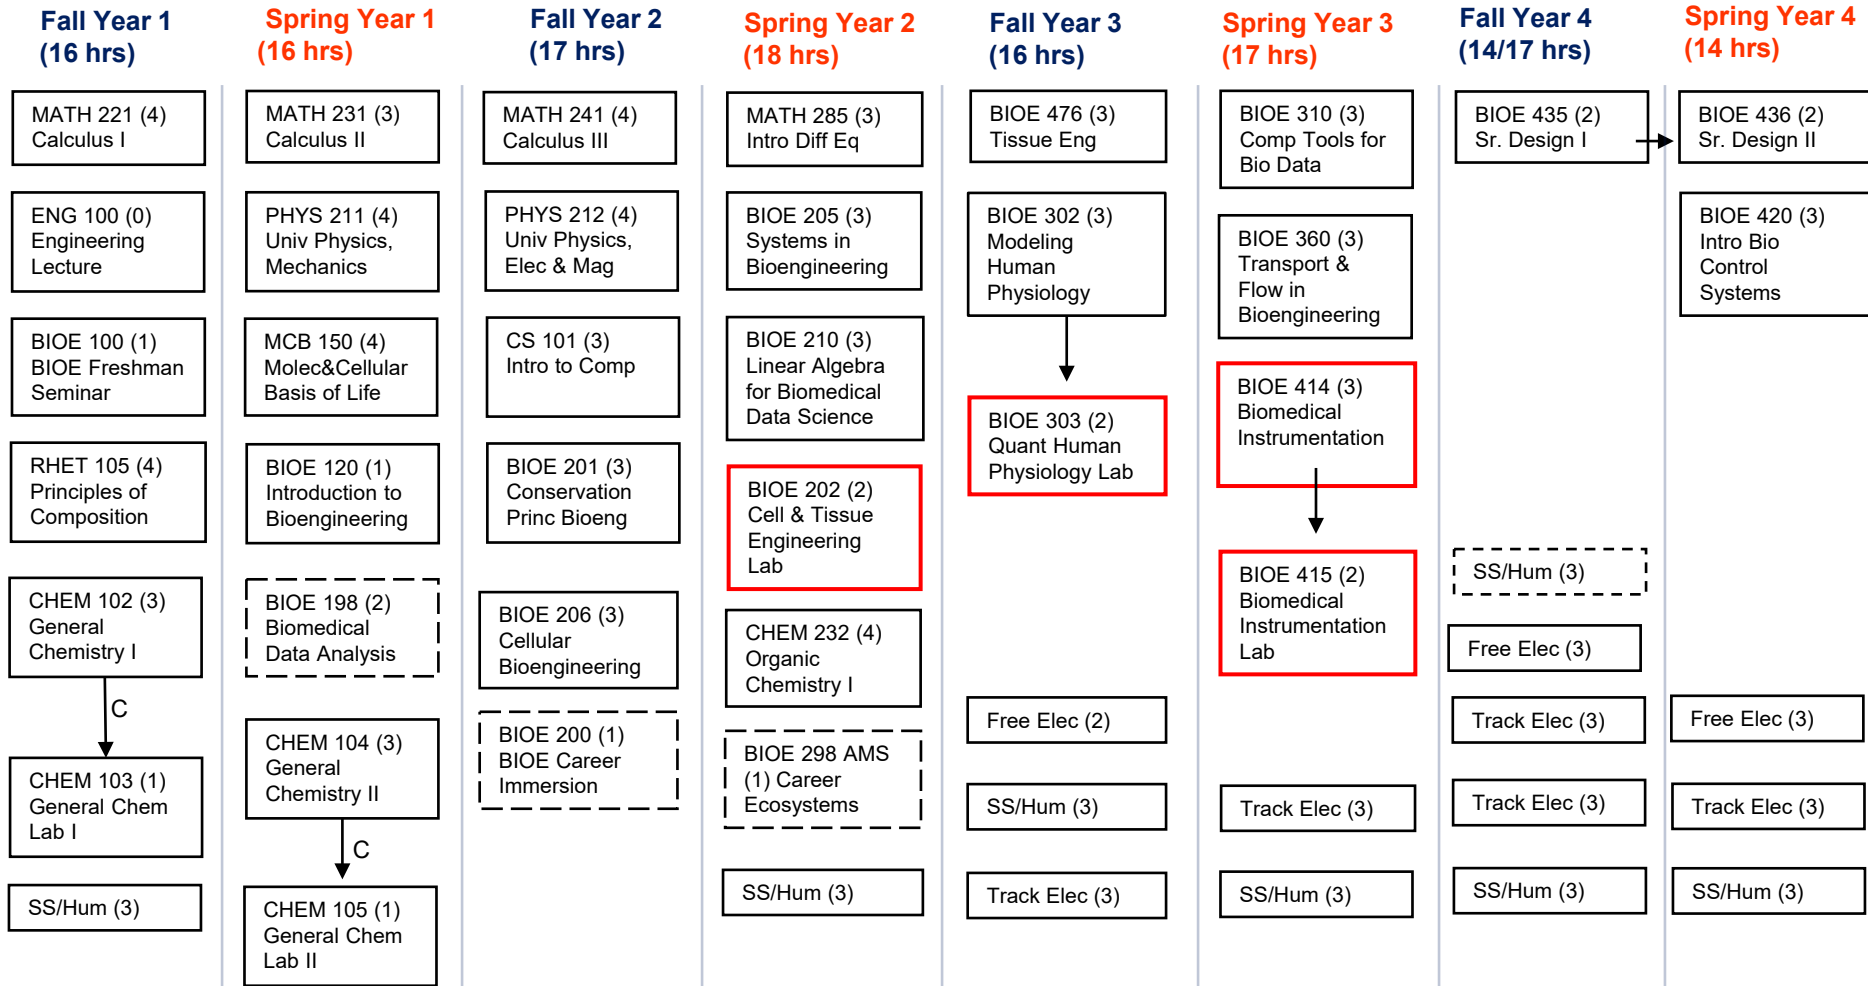 Fall Year 1
(16 hrs)
MATH 221 (4)
Calculus I
ENG 100 (0)
Engineering
Lecture
BIOE 100 (1)
BIOE Freshman
Seminar
RHET 105 (4)
Principles of
Composition
CHEM 102 (3)
General
Chemistry I
C
CHEM 103 (1)
General Chem
Lab I
SS/Hum (3)
Spring Year 1
(16 hrs)
MATH 231 (3)
Calculus II
PHYS 211 (4)
Univ Physics,
Mechanics
MCB 150 (4)
Molec&Cellular
Basis of Life
BIOE 120 (1)
Introduction to
Bioengineering
BIOE 198 (2)
Biomedical
Data Analysis
CHEM 104 (3)
General
Chemistry II
C
CHEM 105 (1)
General Chem
Lab II
Fall Year 2
(17 hrs)
MATH 241 (4)
Calculus III
PHYS 212 (4)
Univ Physics,
Elec & Mag
CS 101 (3)
Intro to Comp
BIOE 201 (3)
Conservation
Princ Bioeng
BIOE 206 (3)
Cellular
Bioengineering
BIOE 200 (1)
BIOE Career
Immersion
Spring Year 2
(18 hrs)
MATH 285 (3)
Intro Diff Eq
BIOE 205 (3)
Systems in
Bioengineering
BIOE 210 (3)
Linear Algebra
for Biomedical
Data Science
BIOE 202 (2)
Cell & Tissue
Engineering
Lab
CHEM 232 (4)
Organic
Chemistry I
BIOE 298 AMS
(1) Career
Ecosystems
SS/Hum (3)
Fall Year 3
(16 hrs)
BIOE 476 (3)
Tissue Eng
BIOE 302 (3)
Modeling
Human
Physiology
BIOE 303 (2)
Quant Human
Physiology Lab
Free Elec (2)
SS/Hum (3)
Track Elec (3)
Spring Year 3
(17 hrs)
BIOE 310 (3)
Comp Tools for
Bio Data
BIOE 360 (3)
Transport &
Flow in
Bioengineering
BIOE 414 (3)
Biomedical
Instrumentation
BIOE 415 (2)
Biomedical
Instrumentation
Lab
Track Elec (3)
SS/Hum (3)
Fall Year 4
(14/17 hrs)
BIOE 435 (2)
Sr. Design I
SS/Hum (3)
Free Elec (3)
Track Elec (3)
Track Elec (3)
SS/Hum (3)
Spring Year 4
(14 hrs)
BIOE 436 (2)
Sr. Design II
BIOE 420 (3)
Intro Bio
Control
Systems
Free Elec (3)
Track Elec (3)
SS/Hum (3)